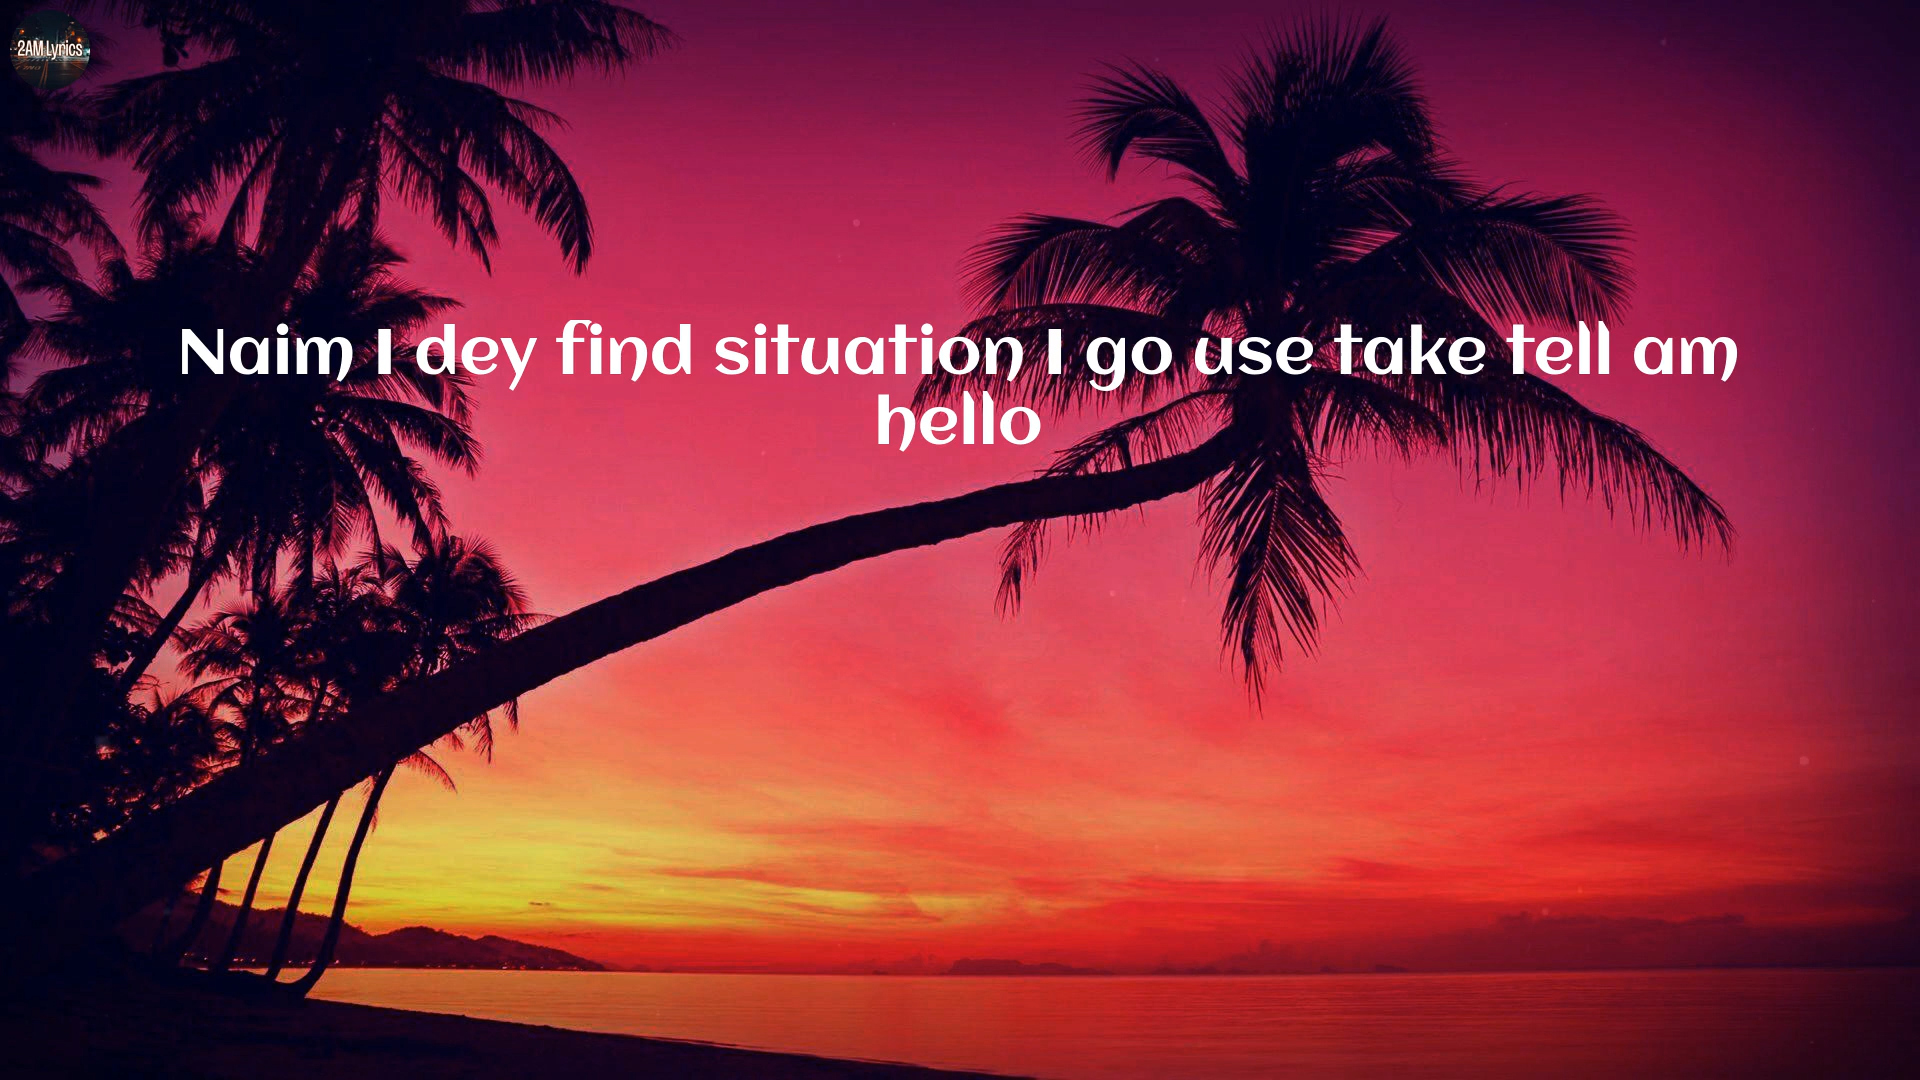 2AM Lyrics
Naim I dey find situation I go use take tell am
hello